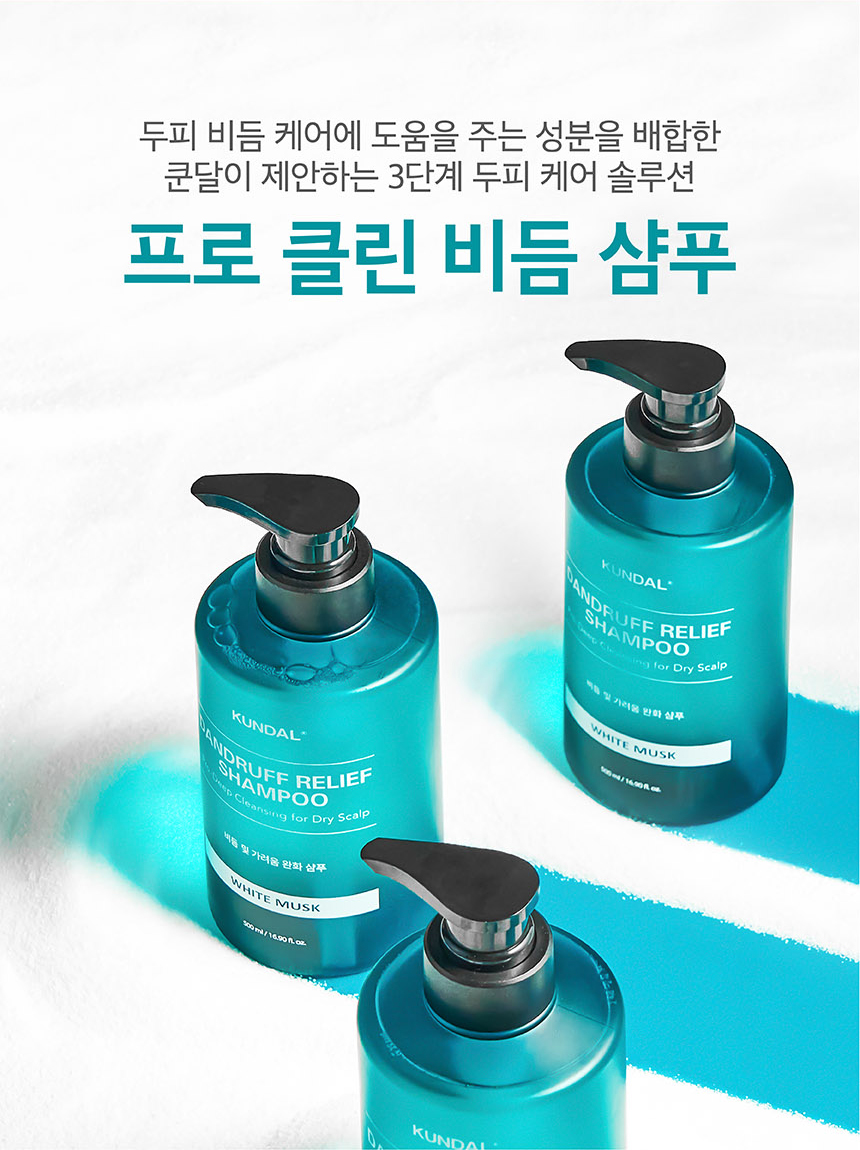 두피 비듬 케어에 도움을 주는 성분을 배합한
쿤달이 제안하는 3단계 두피 케어 솔루션
프로 클린 비듬 샴푸
KUNDAL
DANDRUFF RELIEF
SHAMPOO
Deep Cleansing for Dry Scalp
비듬 및 가려움 완화 샴푸
WHITE MUSK
500 ml / 16.90 fl. oz.
KUNDAL
DANDRUFF RELIEF
SHAMPOO
Deep Cleansing for Dry Scalp
비듬 및 가려움 완화 샴푸
WHITE MUSK
500 ml / 16.90 fl. oz.
KUNDAL